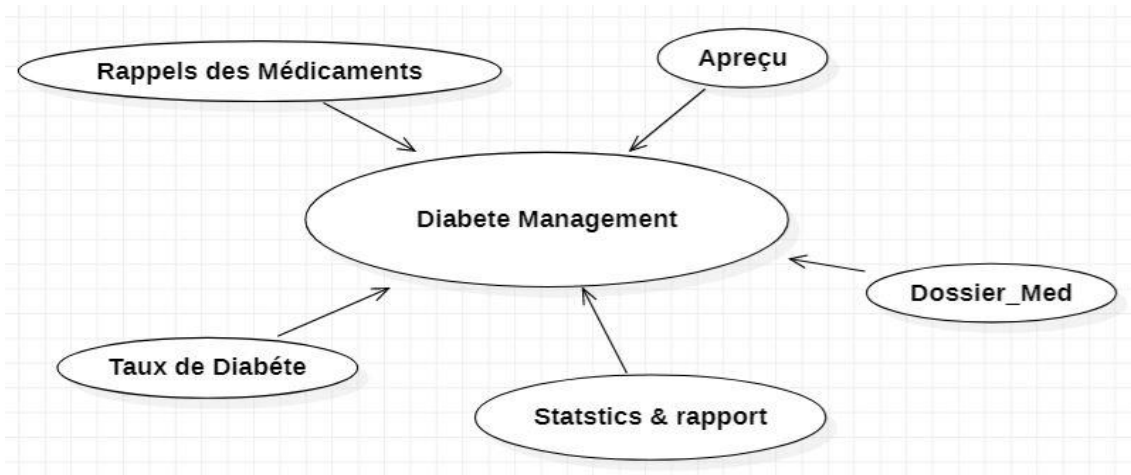 Rappels des Médicaments
Apreçu
Diabete Management
Dossier_Med
Taux de Diabéte
Statstics & rapport